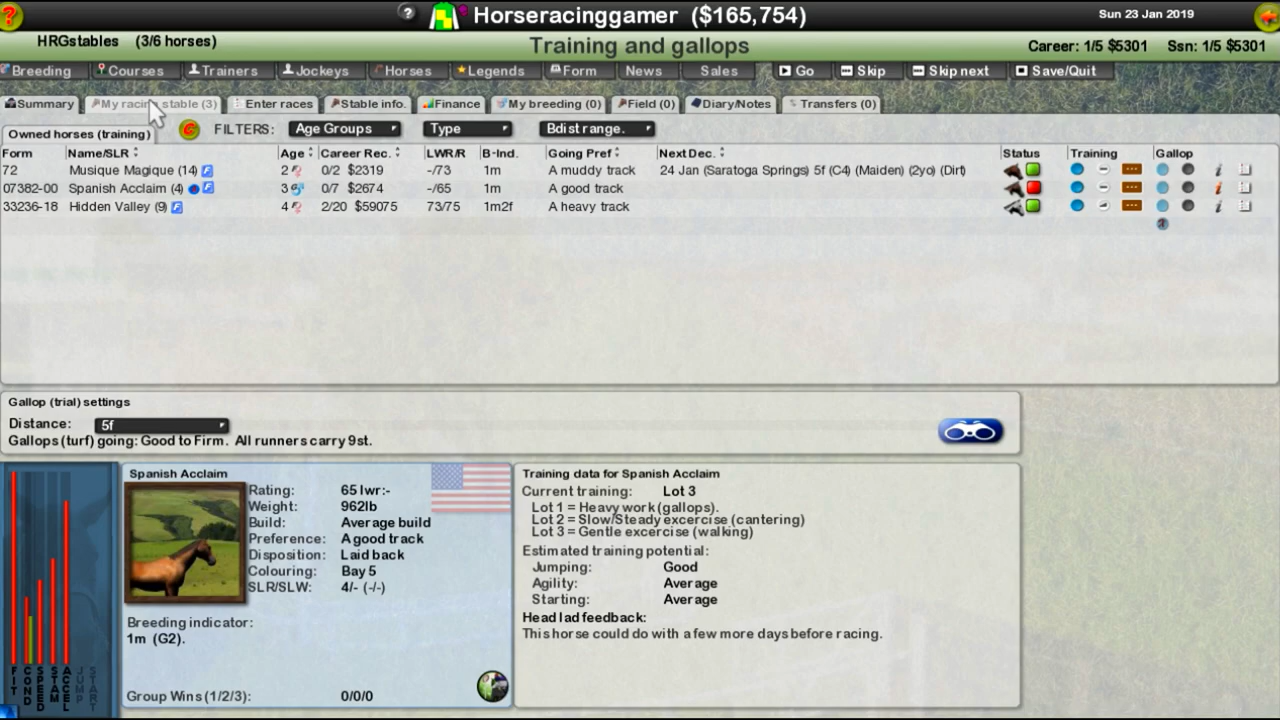 ? ? Horseracinggamer ($165,754) Sun 23 Jan 2019
HRGstables (3/6 horses) Training and gallops Career: 1/5 $5301 Ssn: 1/5 $5301
Breeding Courses Trainers Jockeys Horses Legends Form News Sales Go Skip Skip next Save/Quit
Summary My racing stable (3) Enter races Stable info. Finance My breeding (0) Field (0) Diary/Notes Transfers (0)
Owned horses (training) FILTERS: Age Groups Type Bdist range.
Form Name/SLR Age Career Rec. LWR/R B-Ind. Going Pref Next Dec. Status Training Gallop
72 Musique Magique (14) 2 0/2 $2319 -/73 1m A muddy track 24 Jan (Saratoga Springs) 5f (C4) (Maiden) (2yo) (Dirt)
07382-00 Spanish Acclaim (4) 3 0/7 $2674 -/65 1m A good track
33236-18 Hidden Valley (9) 4 2/20 $59075 73/75 1m2f A heavy track
Gallop (trial) settings
Distance: 5f
Gallops (turf) going: Good to Firm. All runners carry 9st.
Spanish Acclaim
Rating: 65 lwr:-
Weight: 962lb
Build: Average build
Preference: A good track
Disposition: Laid back
Colouring: Bay 5
SLR/SLW: 4/- (-/-)
Breeding indicator:
1m (G2).
Group Wins (1/2/3): 0/0/0
Training data for Spanish Acclaim
Current training: Lot 3
Lot 1 = Heavy work (gallops).
Lot 2 = Slow/Steady excercise (cantering)
Lot 3 = Gentle excercise (walking)
Estimated training potential:
Jumping: Good
Agility: Average
Starting: Average
Head lad feedback:
This horse could do with a few more days before racing.
FIT COND SPEED STAM ACCEL JUMP START